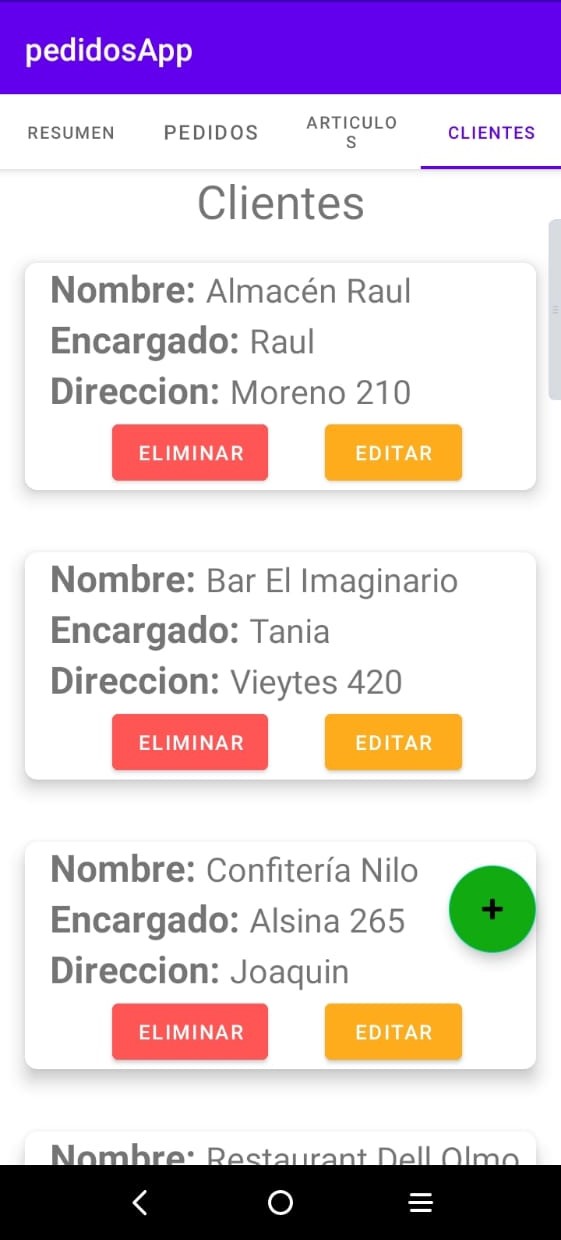 pedidosApp
RESUMEN
PEDIDOS
ARTICULO
S
CLIENTES
Clientes
Nombre: Almacén Raul
Encargado: Raul
Direccion: Moreno 210
ELIMINAR
EDITAR
Nombre: Bar El Imaginario
Encargado: Tania
Direccion: Vieytes 420
ELIMINAR
EDITAR
Nombre: Confitería Nilo
Encargado: Alsina 265
Direccion: Joaquin
ELIMINAR
EDITAR
Nombre: Restaurant Dell Olmo